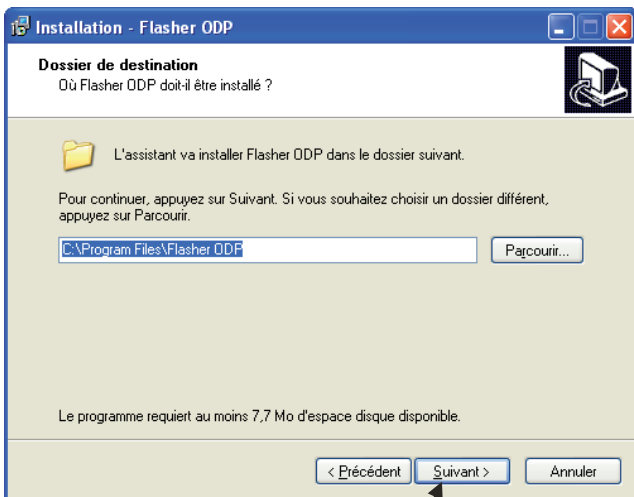 Installation - Flasher ODP
Dossier de destination
Où Flasher ODP doit-il être installé ?
L'assistant va installer Flasher ODP dans le dossier suivant.
Pour continuer, appuyez sur Suivant. Si vous souhaitez choisir un dossier différent,
appuyez sur Parcourir.
C:\Program Files\Flasher ODP
Parcourir...
Le programme requiert au moins 7,7 Mo d'espace disque disponible.
< Précédent
Suivant >
Annuler